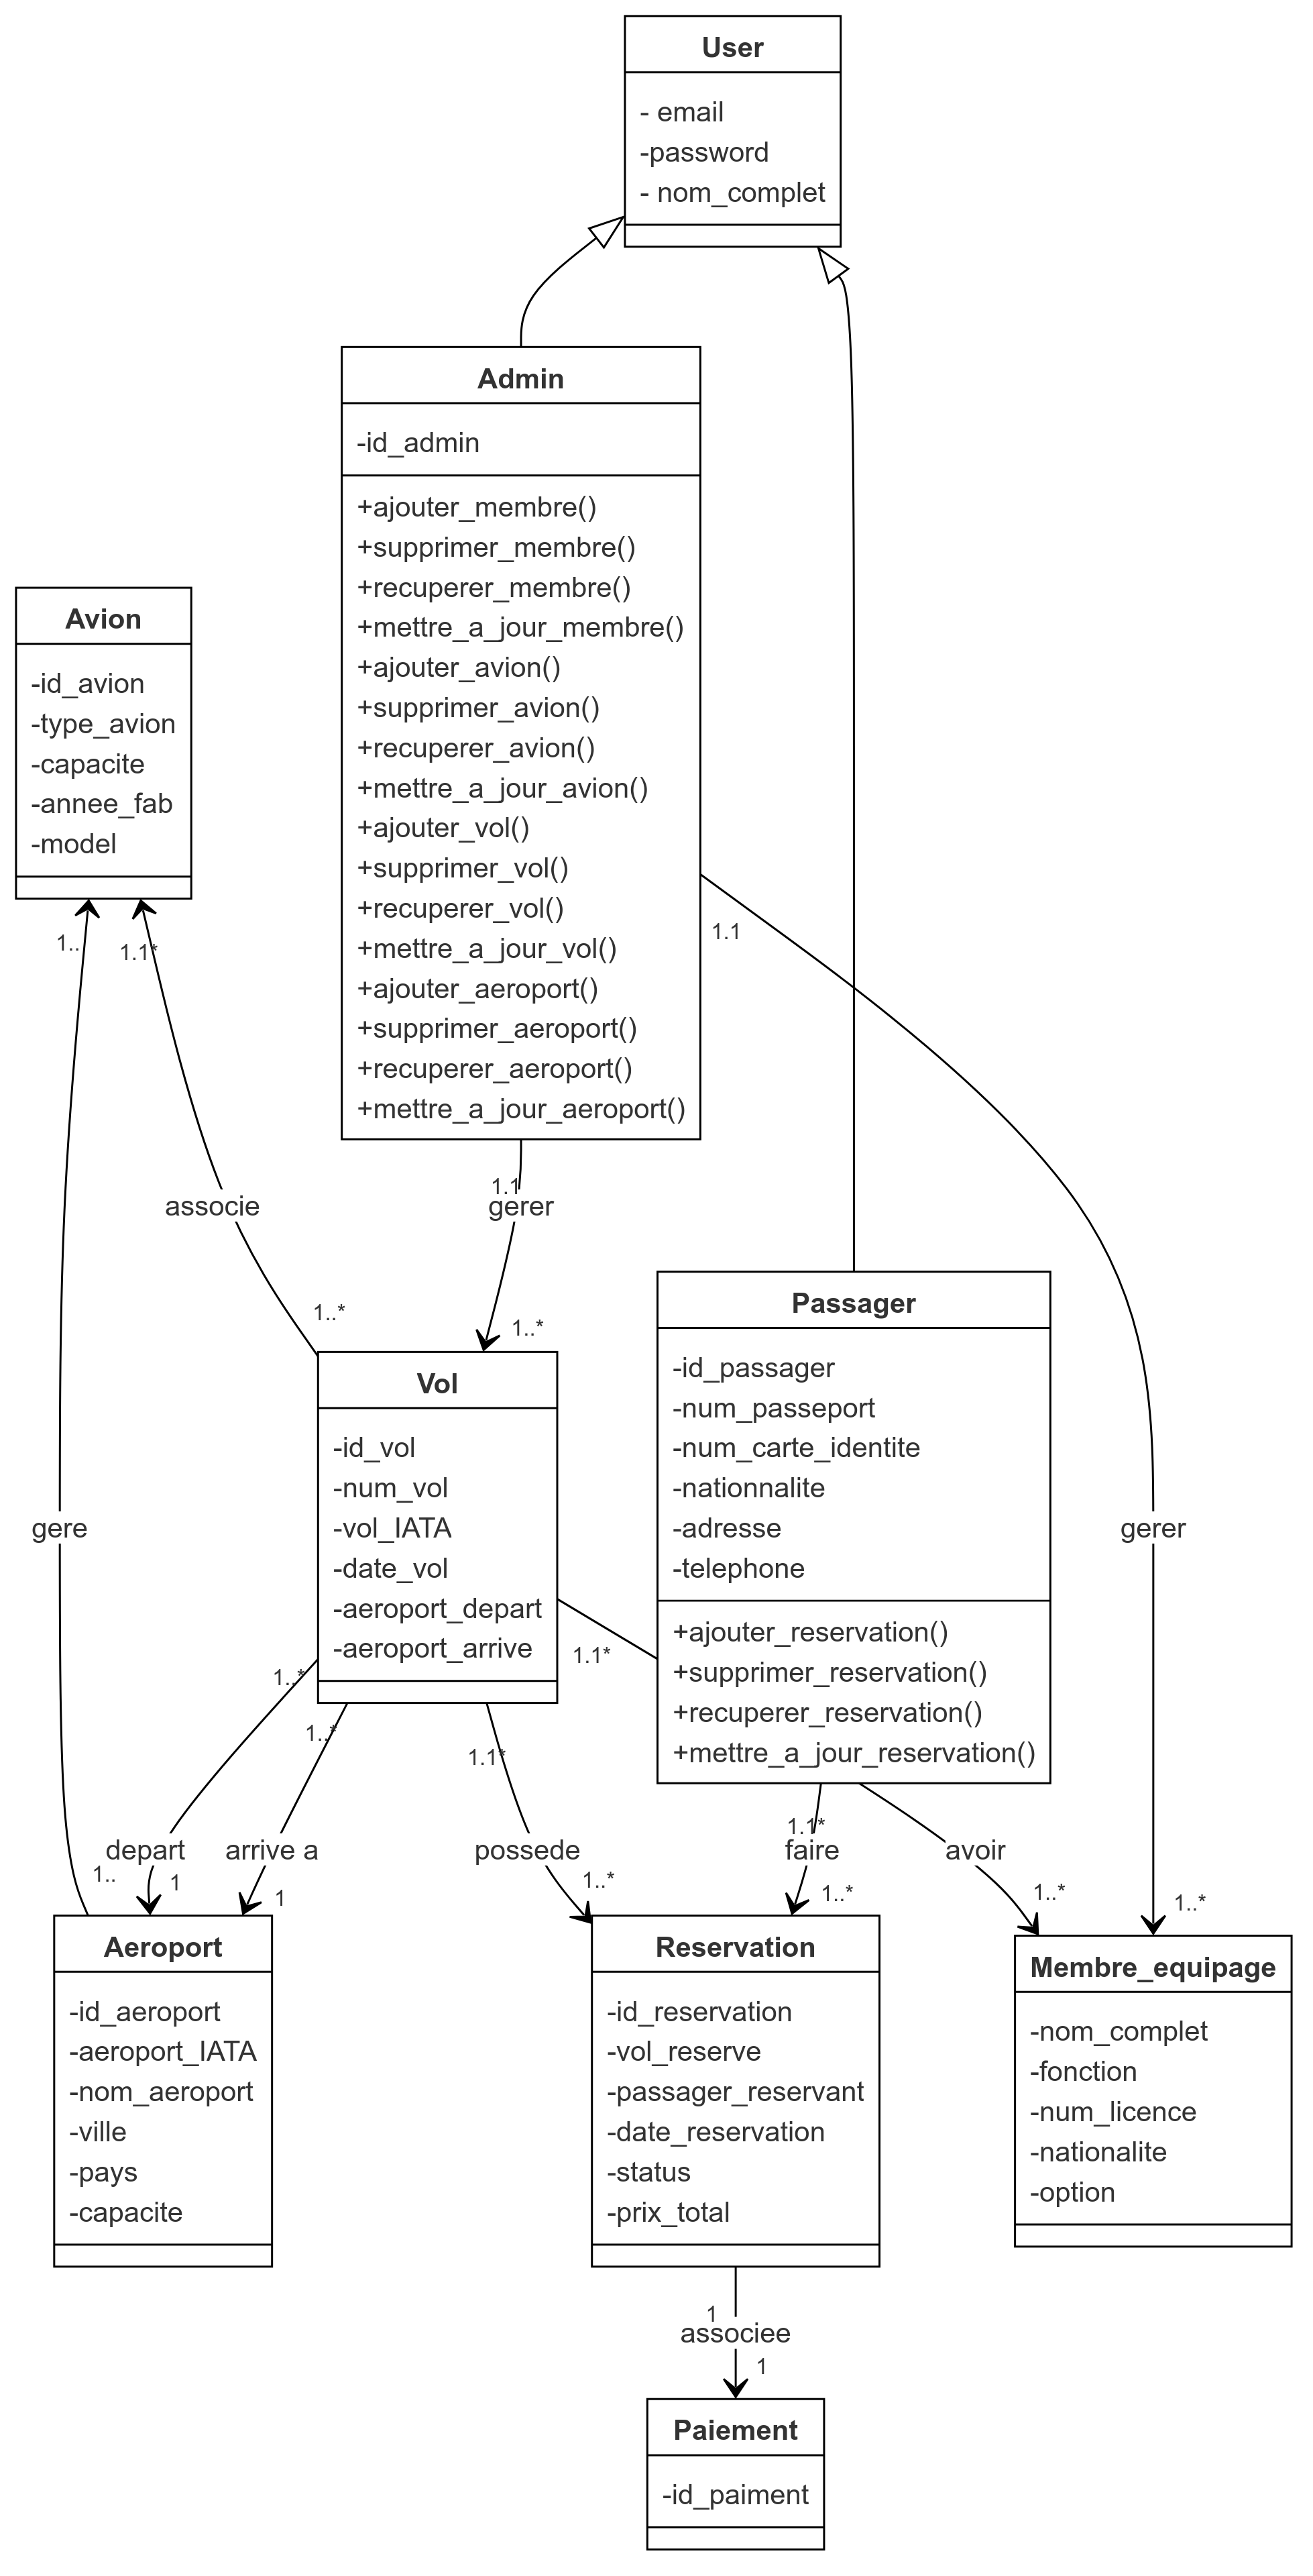 User
- email
-password
- nom_complet
Admin
-id_admin
+ajouter_membre()
+supprimer_membre()
+recuperer_membre()
+mettre_a_jour_membre()
+ajouter_avion()
+supprimer_avion()
+recuperer_avion()
+mettre_a_jour_avion()
+ajouter_vol()
+supprimer_vol()
+recuperer_vol()
+mettre_a_jour_vol()
+ajouter_aeroport()
+supprimer_aeroport()
+recuperer_aeroport()
+mettre_a_jour_aeroport()
Avion
-id_avion
-type_avion
-capacite
-annee_fab
-model
1..
1.1*
1.1
associe
1.1
gerer
1..*
1..*
Vol
-id_vol
-num_vol
-vol_IATA
-date_vol
-aeroport_depart
-aeroport_arrive
Passager
-id_passager
-num_passeport
-num_carte_identite
-nationnalite
-adresse
-telephone
+ajouter_reservation()
+supprimer_reservation()
+recuperer_reservation()
+mettre_a_jour_reservation()
gere
gerer
1.1*
1..*
1..*
1.1*
1.1*
depart
arrive a
possede
faire
avoir
1..
1
1
1..*
1..*
1..*
1..*
Aeroport
-id_aeroport
-aeroport_IATA
-nom_aeroport
-ville
-pays
-capacite
Reservation
-id_reservation
-vol_reserve
-passager_reservant
-date_reservation
-status
-prix_total
Membre_equipage
-nom_complet
-fonction
-num_licence
-nationalite
-option
1
associee
1
Paiement
-id_paiment